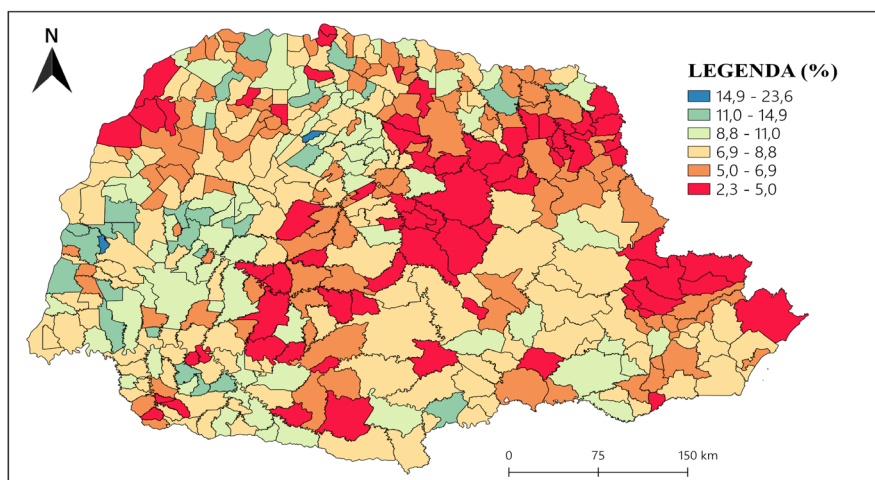 N
LEGENDA (%)
14,9 - 23,6
11,0 - 14,9
8,8 - 11,0
6,9 - 8,8
5,0 - 6,9
2,3 - 5,0
0 75 150 km